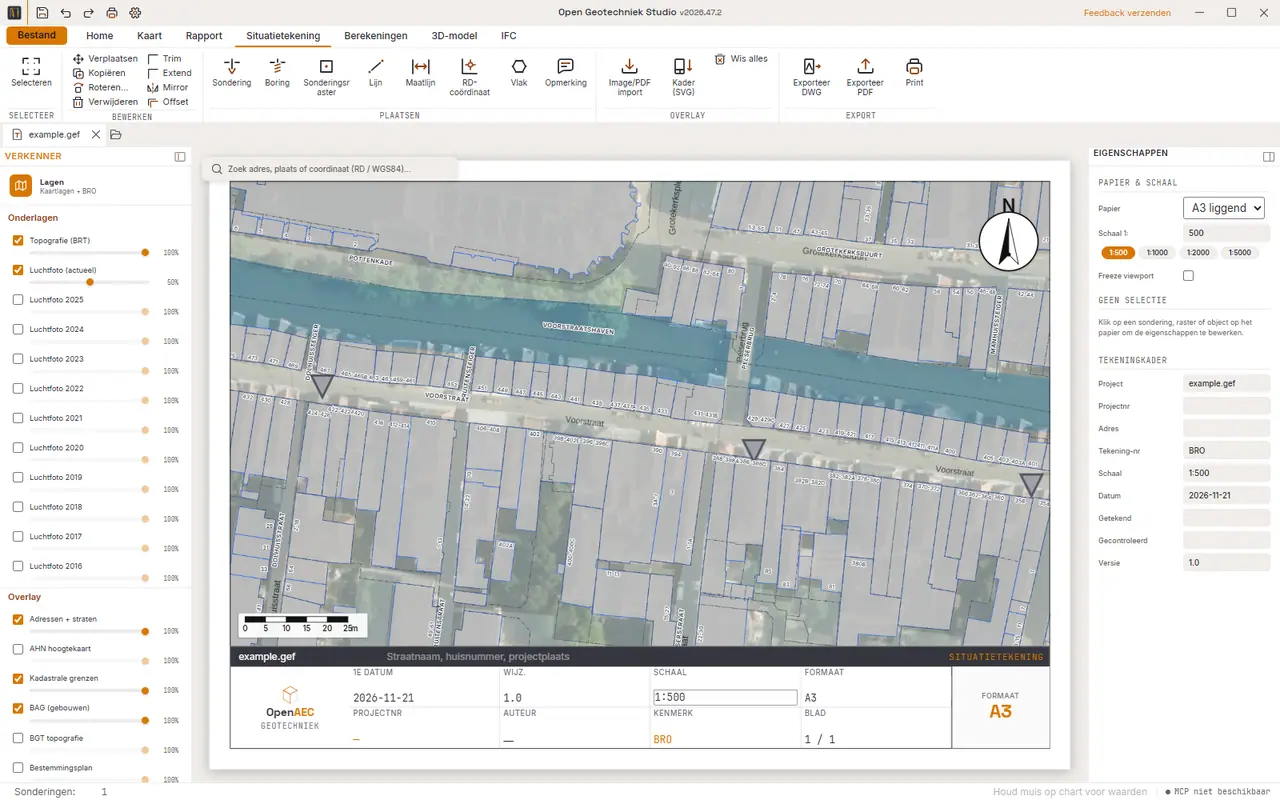 Open Geotechniek Studio v2026.47.2
Feedback verzenden
Bestand
Home
Kaart
Rapport
Situatietekening
Berekeningen
3D-model
IFC
Selecteren
SELECTEER
Verplaatsen
Kopiëren
Roteren...
Verwijderen
Trim
Extend
Mirror
Offset
BEWERKEN
Sondering
Boring
Sonderingsr
aster
Lijn
Maatlijn
RD-
coördinaat
Vlak
Opmerking
PLAATSEN
Image/PDF
import
Kader
(SVG)
Wis alles
OVERLAY
Exporteer
DWG
Exporteer
PDF
Print
EXPORT
example.gef
VERKENNER
Lagen
Kaartlagen + BRO
Onderlagen
Topografie (BRT)
100%
Luchtfoto (actueel)
50%
Luchtfoto 2025
100%
Luchtfoto 2024
100%
Luchtfoto 2023
100%
Luchtfoto 2022
100%
Luchtfoto 2021
100%
Luchtfoto 2020
100%
Luchtfoto 2019
100%
Luchtfoto 2018
100%
Luchtfoto 2017
100%
Luchtfoto 2016
100%
Overlay
Adressen + straten
100%
AHN hoogtekaart
100%
Kadastrale grenzen
100%
BAG (gebouwen)
100%
BGT topografie
100%
Bestemmingsplan
100%
Zoek adres, plaats of coordinaat (RD / WGS84)...
N
POTTENKADE
GROTEKERKSBUURT
VOORSTRAATSHAVEN
PELSERBRUG
MANHUISSTEIGER
VOORSTRAAT
Voorstraat
Voorstraat
DOLHUISSTRAAT
0 5 10 15 20 25m
example.gef
Straatnaam, huisnummer, projectplaats
SITUATIETEKENING
OpenAEC
GEOTECHNIEK
1E DATUM
2026-11-21
WIJZ.
1.0
SCHAAL
1:500
FORMAAT
A3
PROJECTNR
—
AUTEUR
—
KENMERK
BRO
BLAD
1 / 1
FORMAAT
A3
EIGENSCHAPPEN
PAPIER & SCHAAL
Papier
A3 liggend
Schaal 1:
500
1:500
1:1000
1:2000
1:5000
Freeze viewport
GEEN SELECTIE
Klik op een sondering, raster of object op het
papier om de eigenschappen te bewerken.
TEKENINGKADER
Project
example.gef
Projectnr
Adres
Tekening-nr
BRO
Schaal
1:500
Datum
2026-11-21
Getekend
Gecontroleerd
Versie
1.0
Sonderingen: 1
Houd muis op chart voor waarden
MCP niet beschikbaar